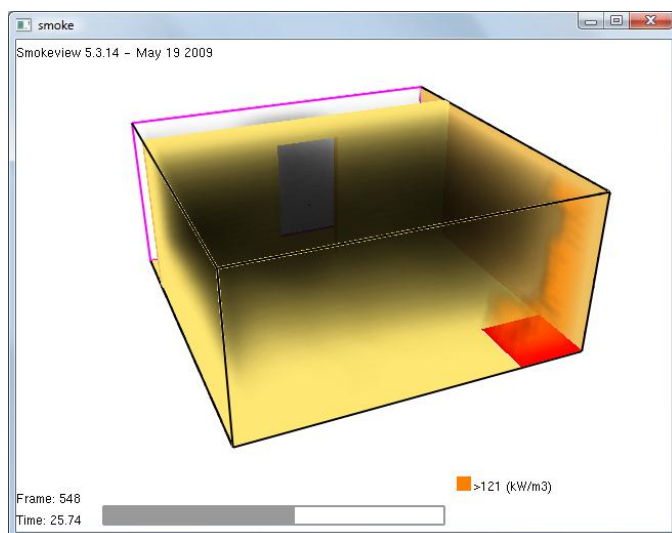 smoke
Smokeview 5.3.14 - May 19 2009
>121 (kW/m3)
Frame: 548
Time: 25.74